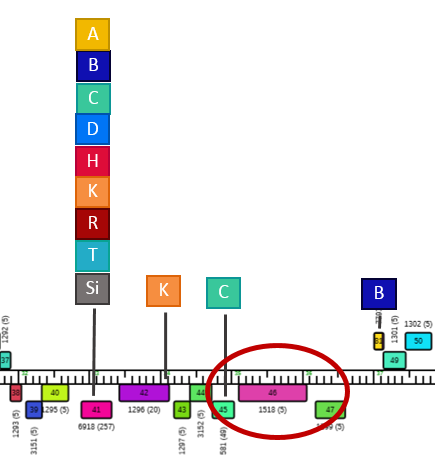 A
B
C
D
H
K
R
T
Si
K
C
B
1292 (5)
1301 (5)
1302 (5)
37
49
50
38
40
42
44
46
1293 (5)
39
1295 (5)
41
1296 (20)
43
45
1518 (5)
47
3151 (5)
6918 (257)
1297 (5)
3152 (5)
581 (49)